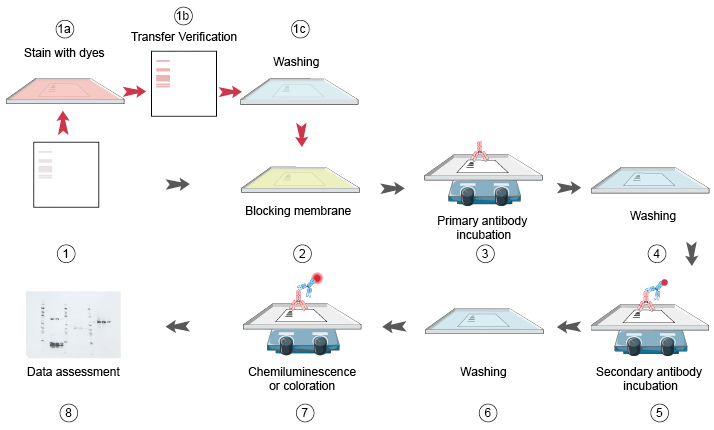 1a
1b
1c
Stain with dyes
Transfer Verification
Washing
Blocking membrane
Primary antibody
incubation
Washing
1
2
3
4
Data assessment
Chemiluminescence
or coloration
Washing
Secondary antibody
incubation
8
7
6
5